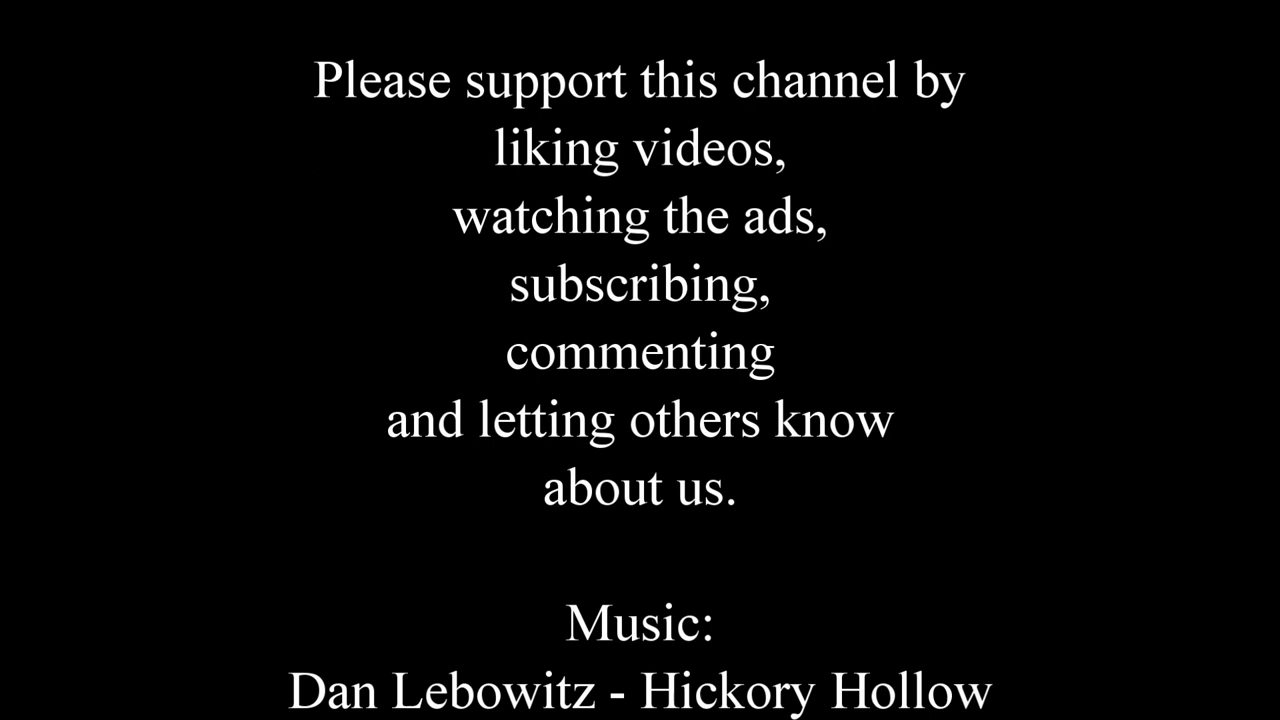 Please support this channel by
liking videos,
watching the ads,
subscribing,
commenting
and letting others know
about us.
Music:
Dan Lebowitz - Hickory Hollow